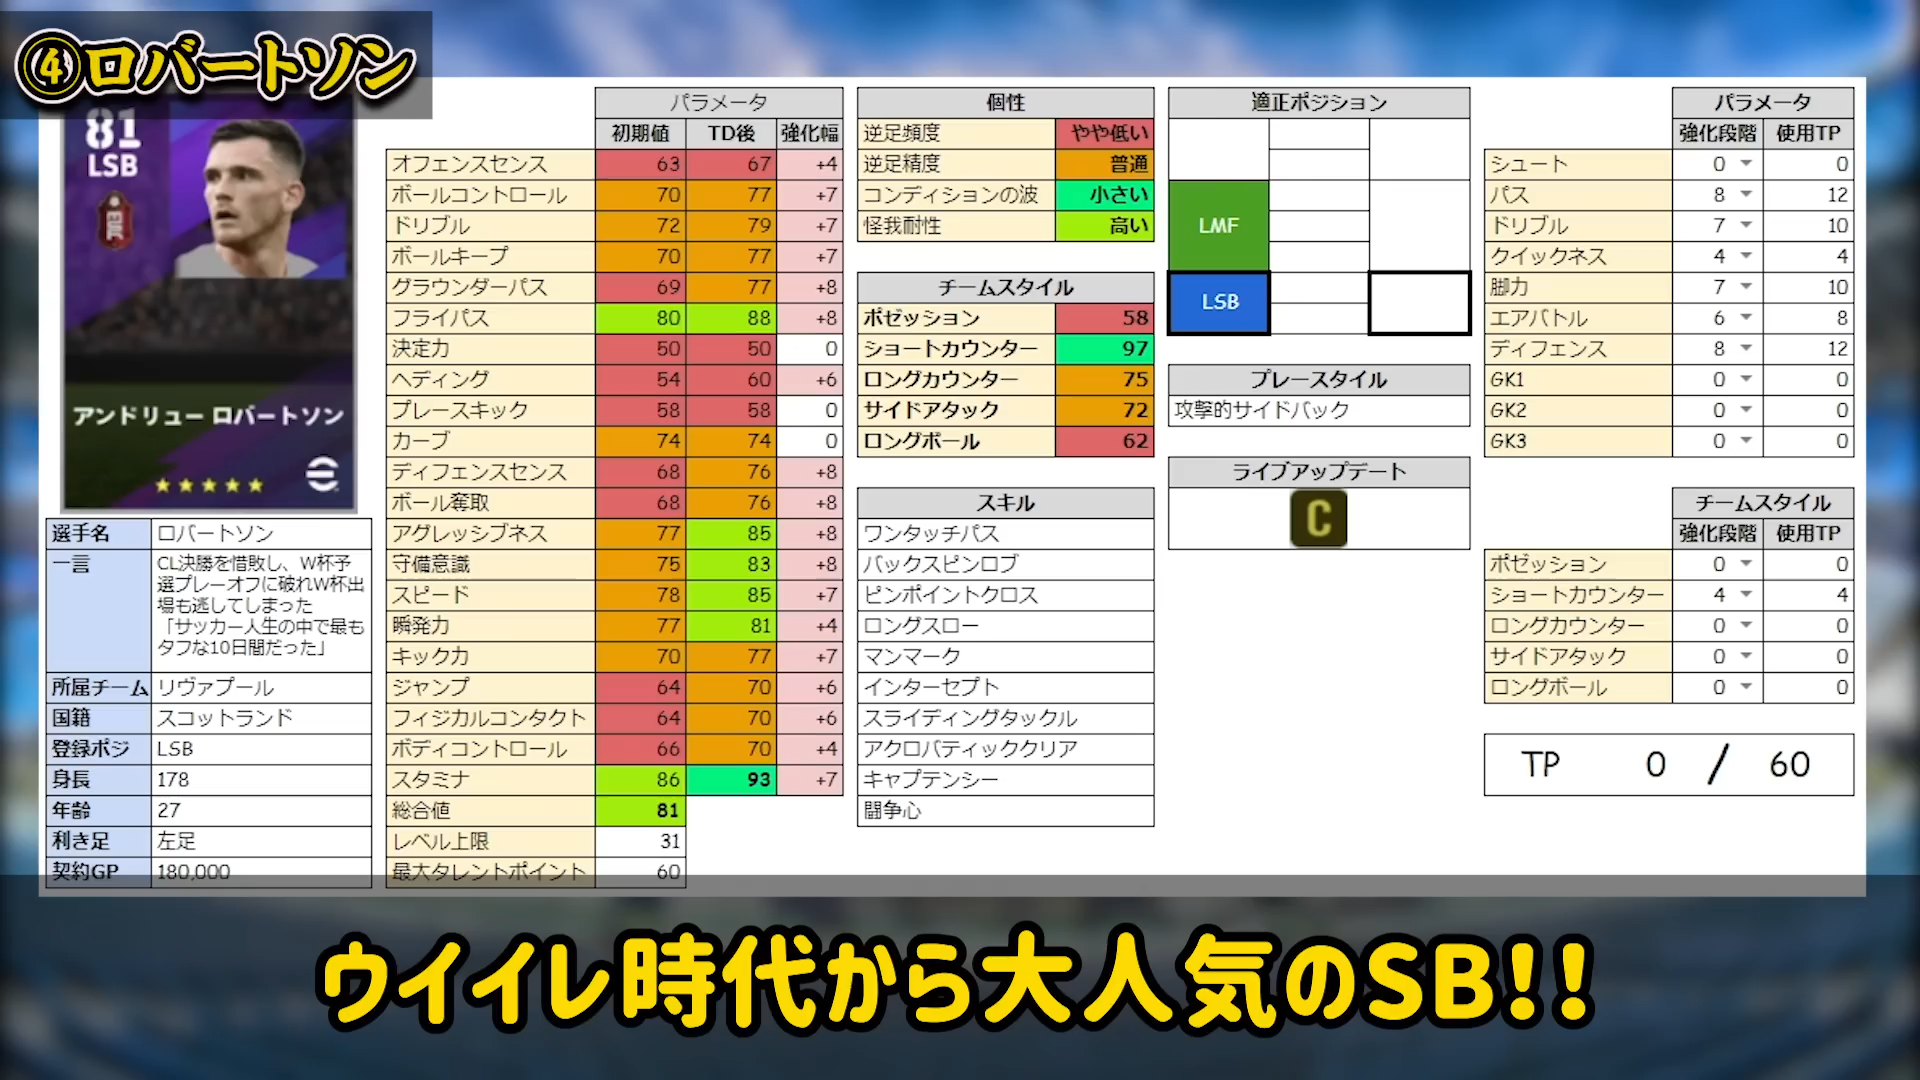 ④ロバートソン
81
LSB
アンドリュー ロバートソン
★★★★★
選手名 ロバートソン
一言 CL決勝を惜敗し、W杯予
選プレーオフに破れW杯出
場も逃してしまった
「サッカー人生の中で最も
タフな10日間だった」
所属チーム リヴァプール
国籍 スコットランド
登録ポジ LSB
身長 178
年齢 27
利き足 左足
契約GP 180,000
パラメータ
初期値 TD後 強化幅
オフェンスセンス 63 67 +4
ボールコントロール 70 77 +7
ドリブル 72 79 +7
ボールキープ 70 77 +7
グラウンダーパス 69 77 +8
フライパス 80 88 +8
決定力 50 50 0
ヘディング 54 60 +6
プレースキック 58 58 0
カーブ 74 74 0
ディフェンスセンス 68 76 +8
ボール奪取 68 76 +8
アグレッシブネス 77 85 +8
守備意識 75 83 +8
スピード 78 85 +7
瞬発力 77 81 +4
キック力 70 77 +7
ジャンプ 64 70 +6
フィジカルコンタクト 64 70 +6
ボディコントロール 66 70 +4
スタミナ 86 93 +7
総合値 81
レベル上限 31
最大タレントポイント 60
個性
逆足頻度 やや低い
逆足精度 普通
コンディションの波 小さい
怪我耐性 高い
チームスタイル
ポゼッション 58
ショートカウンター 97
ロングカウンター 75
サイドアタック 72
ロングボール 62
スキル
ワンタッチパス
バックスピンロブ
ピンポイントクロス
ロングスロー
マンマーク
インターセプト
スライディングタックル
アクロバティッククリア
キャプテンシー
闘争心
適正ポジション
LMF
LSB
プレースタイル
攻撃的サイドバック
ライブアップデート
C
パラメータ
強化段階 使用TP
シュート 0 0
パス 8 12
ドリブル 7 10
クイックネス 4 4
脚力 7 10
エアバトル 6 8
ディフェンス 8 12
GK1 0 0
GK2 0 0
GK3 0 0
チームスタイル
強化段階 使用TP
ポゼッション 0 0
ショートカウンター 4 4
ロングカウンター 0 0
サイドアタック 0 0
ロングボール 0 0
TP 0 / 60
ウイイレ時代から大人気のSB!!